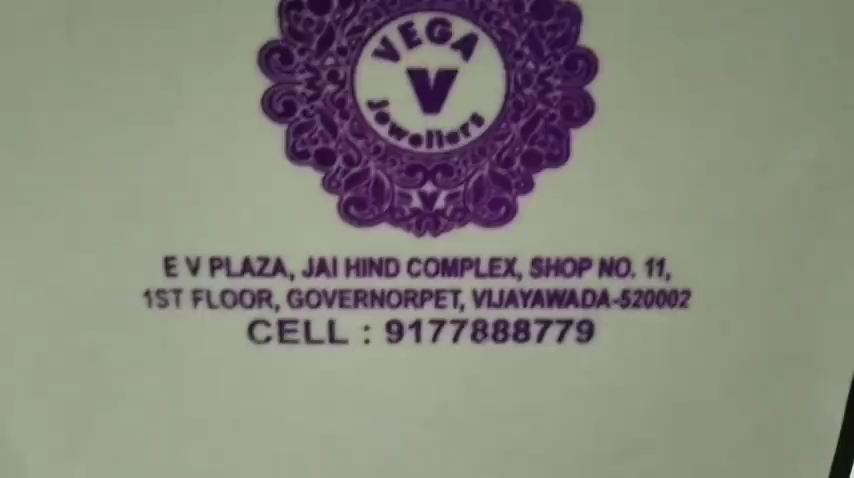 VEGA
V
Jewellers
V
E V PLAZA, JAI HIND COMPLEX, SHOP NO. 11,
1ST FLOOR, GOVERNORPET, VIJAYAWADA-520002
CELL : 9177888779